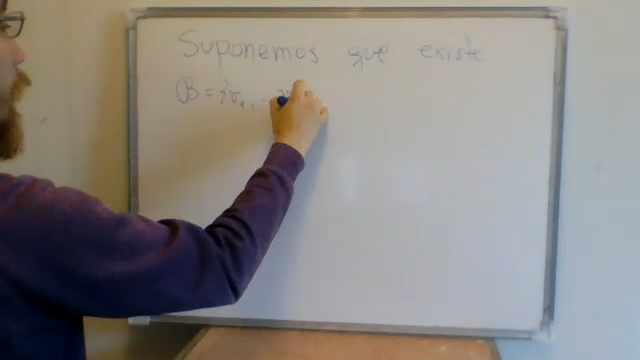 Suponemos que existe
B = {v₁, ... , v